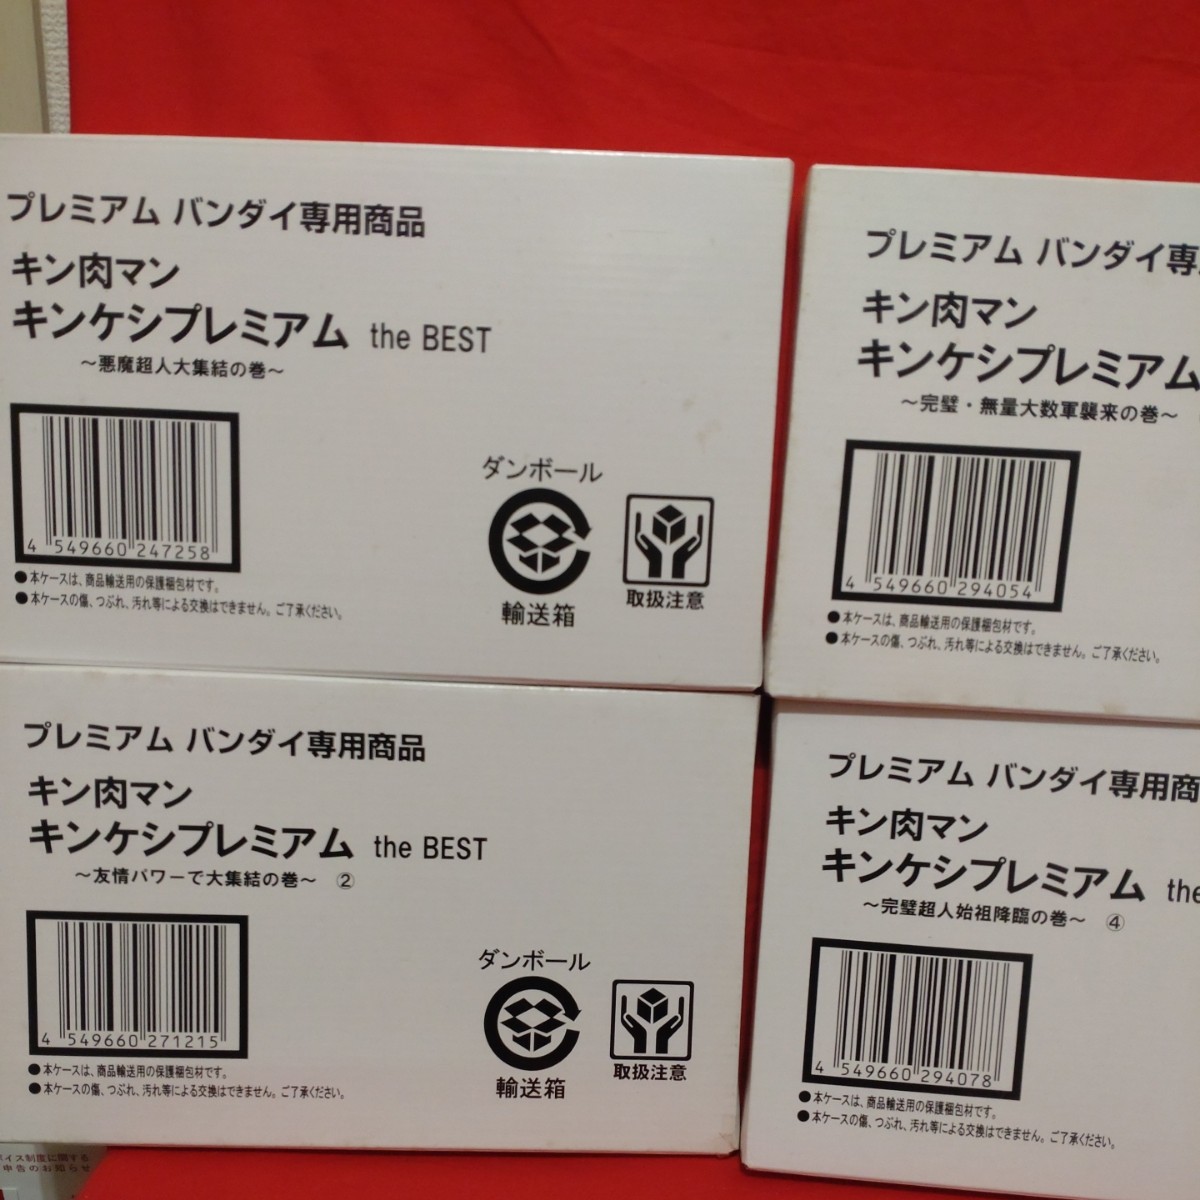 プレミアム バンダイ専用商品
キン肉マン
キンケシプレミアム the BEST
～悪魔超人大集結の巻～
4 549660 247258
●本ケースは、商品輸送用の保護梱包材です。
●本ケースの傷、つぶれ、汚れ等による交換はできません。ご了承ください。
ダンボール
輸送箱
取扱注意
プレミアム バンダイ専
キン肉マン
キンケシプレミアム
～完璧・無量大数軍襲来の巻～
4 549660 294054
●本ケースは、商品輸送用の保護梱包材です。
●本ケースの傷、つぶれ、汚れ等による交換はできません。ご了承ください。
プレミアム バンダイ専用商品
キン肉マン
キンケシプレミアム the BEST
～友情パワーで大集結の巻～ ②
4 549660 271215
●本ケースは、商品輸送用の保護梱包材です。
●本ケースの傷、つぶれ、汚れ等による交換はできません。ご了承ください。
ダンボール
輸送箱
取扱注意
プレミアム バンダイ専用商
キン肉マン
キンケシプレミアム the
～完璧超人始祖降臨の巻～ ④
4 549660 294078
●本ケースは、商品輸送用の保護梱包材です。
●本ケースの傷、つぶれ、汚れ等による交換はできません。ご了承ください。
ボイス制度に関する
申告のお知らせ